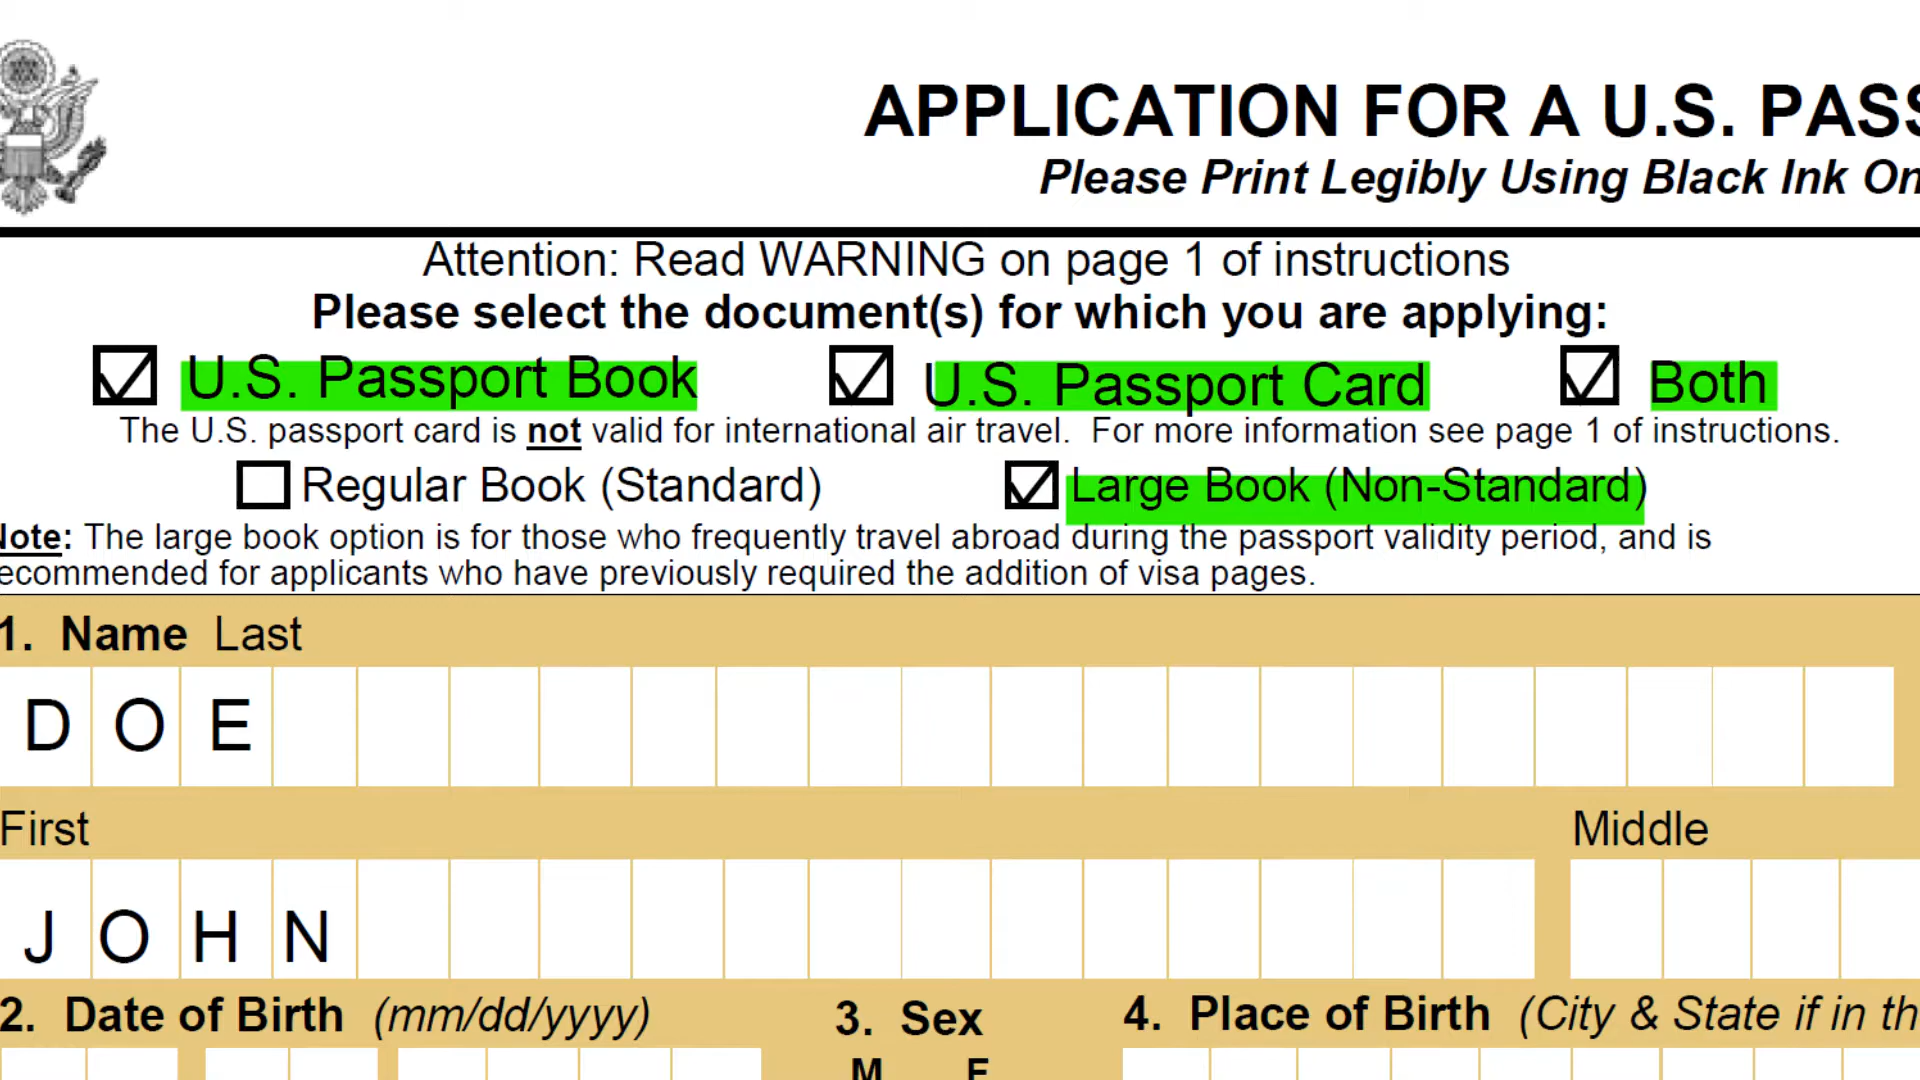 APPLICATION FOR A U.S. PASS
Please Print Legibly Using Black Ink On
Attention: Read WARNING on page 1 of instructions
Please select the document(s) for which you are applying:
U.S. Passport Book U.S. Passport Card Both
The U.S. passport card is not valid for international air travel. For more information see page 1 of instructions.
Regular Book (Standard) Large Book (Non-Standard)
Note: The large book option is for those who frequently travel abroad during the passport validity period, and is
ecommended for applicants who have previously required the addition of visa pages.
1. Name Last
D O E
First Middle
J O H N
2. Date of Birth (mm/dd/yyyy) 3. Sex 4. Place of Birth (City & State if in th
M F